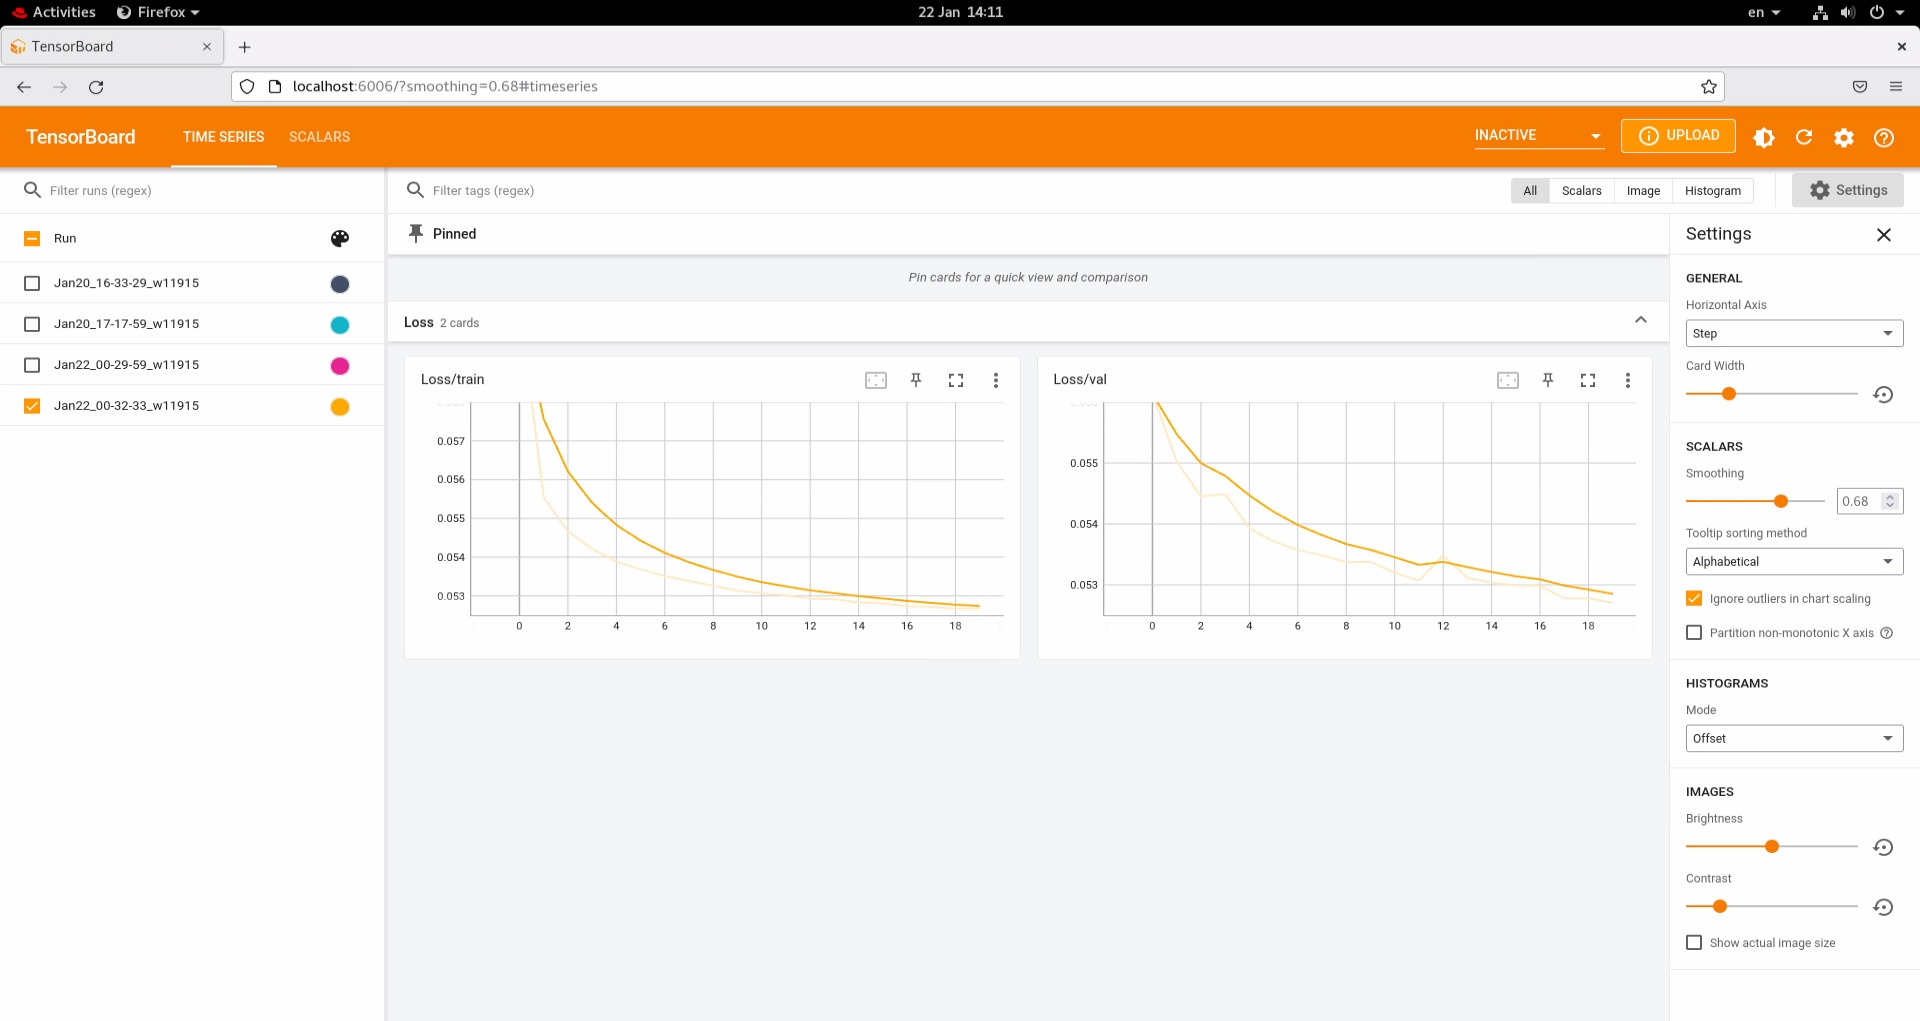 Activities Firefox 22 Jan 14:11 en
TensorBoard
localhost:6006/?smoothing=0.68#timeseries
TensorBoard TIME SERIES SCALARS INACTIVE UPLOAD
Filter runs (regex)
Run
Jan20_16-33-29_w11915
Jan20_17-17-59_w11915
Jan22_00-29-59_w11915
Jan22_00-32-33_w11915
Filter tags (regex) All Scalars Image Histogram Settings
Pinned
Pin cards for a quick view and comparison
Loss 2 cards
Loss/train
0.057
0.056
0.055
0.054
0.053
0 2 4 6 8 10 12 14 16 18
Loss/val
0.055
0.054
0.053
0 2 4 6 8 10 12 14 16 18
Settings
GENERAL
Horizontal Axis
Step
Card Width
SCALARS
Smoothing
0.68
Tooltip sorting method
Alphabetical
Ignore outliers in chart scaling
Partition non-monotonic X axis
HISTOGRAMS
Mode
Offset
IMAGES
Brightness
Contrast
Show actual image size